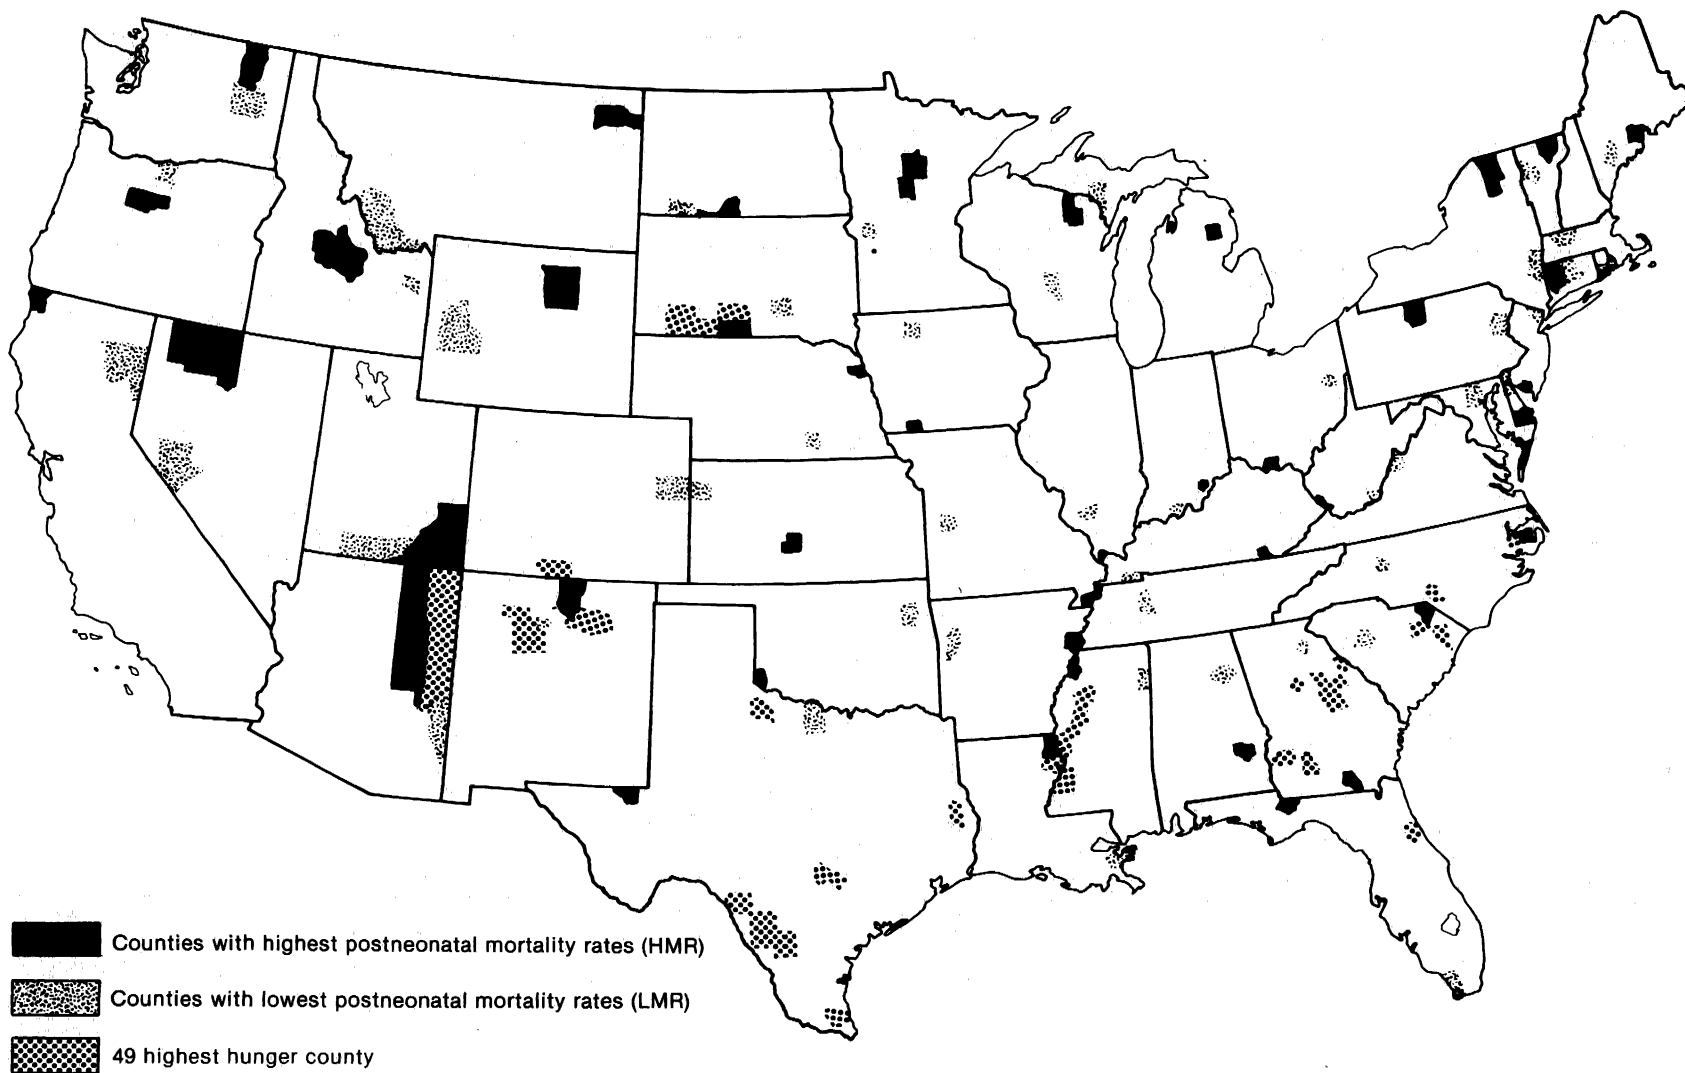 Counties with highest postneonatal mortality rates (HMR)
Counties with lowest postneonatal mortality rates (LMR)
49 highest hunger county